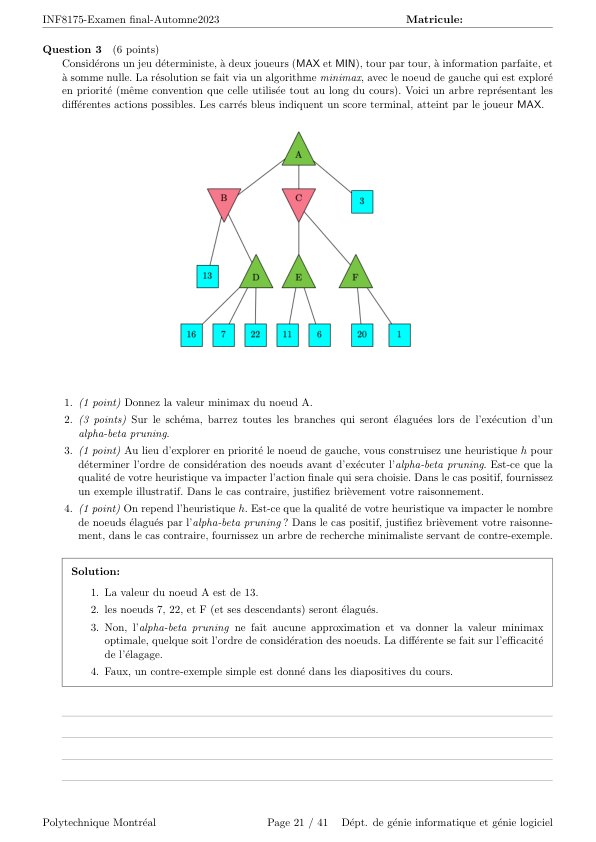 INF8175-Examen final-Automne2023 Matricule:
Question 3 (6 points)
Considérons un jeu déterministe, à deux joueurs (MAX et MIN), tour par tour, à information parfaite, et
à somme nulle. La résolution se fait via un algorithme minimax, avec le noeud de gauche qui est exploré
en priorité (même convention que celle utilisée tout au long du cours). Voici un arbre représentant les
différentes actions possibles. Les carrés bleus indiquent un score terminal, atteint par le joueur MAX.
A
B C 3
13 D E F
16 7 22 11 6 20 1
1. (1 point) Donnez la valeur minimax du noeud A.
2. (3 points) Sur le schéma, barrez toutes les branches qui seront élaguées lors de l'exécution d'un
alpha-beta pruning.
3. (1 point) Au lieu d'explorer en priorité le noeud de gauche, vous construisez une heuristique h pour
déterminer l'ordre de considération des noeuds avant d'exécuter l'alpha-beta pruning. Est-ce que la
qualité de votre heuristique va impacter l'action finale qui sera choisie. Dans le cas positif, fournissez
un exemple illustratif. Dans le cas contraire, justifiez brièvement votre raisonnement.
4. (1 point) On repend l'heuristique h. Est-ce que la qualité de votre heuristique va impacter le nombre
de noeuds élagués par l'alpha-beta pruning ? Dans le cas positif, justifiez brièvement votre raisonne-
ment, dans le cas contraire, fournissez un arbre de recherche minimaliste servant de contre-exemple.
Solution:
1. La valeur du noeud A est de 13.
2. les noeuds 7, 22, et F (et ses descendants) seront élagués.
3. Non, l'alpha-beta pruning ne fait aucune approximation et va donner la valeur minimax
optimale, quelque soit l'ordre de considération des noeuds. La différente se fait sur l'efficacité
de l'élagage.
4. Faux, un contre-exemple simple est donné dans les diapositives du cours.
Polytechnique Montréal Page 21 / 41 Dépt. de génie informatique et génie logiciel